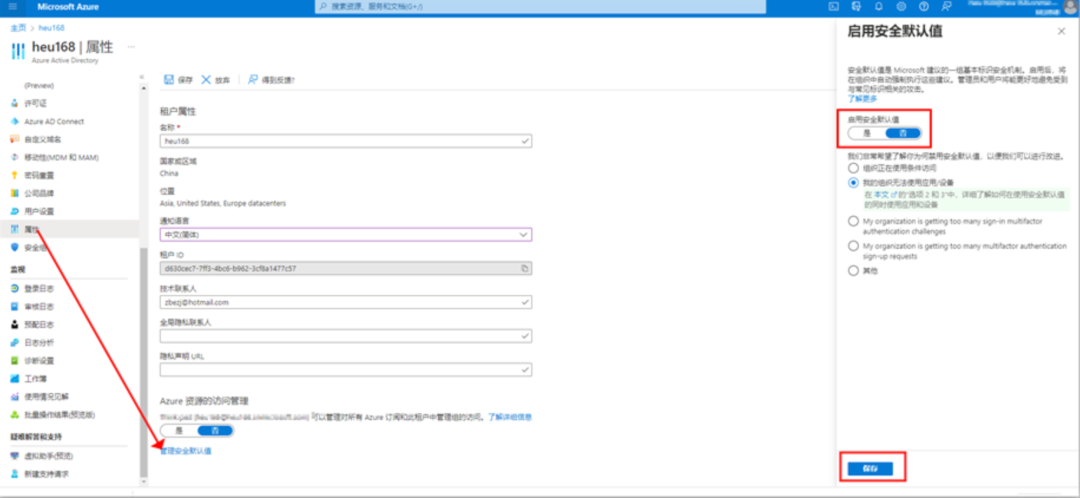 Microsoft Azure
搜索资源、服务和文档(G+/)
主页 > heu168
heu168 | 属性
Azure Active Directory
(Preview)
许可证
Azure AD Connect
自定义域名
移动性(MDM 和 MAM)
密码重置
公司品牌
用户设置
属性
安全组
监视
登录日志
审核日志
预配日志
日志分析
诊断设置
工作簿
使用情况见解
批量操作结果(预览版)
疑难解答和支持
虚拟助手(预览)
新建支持请求
保存 放弃 得到反馈?
租户属性
名称 *
heu168
国家或区域
China
位置
Asia, United States, Europe datacenters
通知语言
中文(简体)
租户 ID
d630cec7-7ff3-4bc6-b962-3cf8a1477c57
技术联系人
zbezj@hotmail.com
全局隐私联系人
隐私声明 URL
Azure 资源的访问管理
可以管理对所有 Azure 订阅和此租户中管理组的访问。了解详细信息
是 否
管理安全默认值
启用安全默认值
安全默认值是 Microsoft 建议的一组基本标识安全机制。启用后，将
在组织中自动强制执行这些建议。管理员和用户将能更好地避免受到
与常见标识相关的攻击。
了解更多
启用安全默认值
是 否
我们非常希望了解你为何禁用安全默认值，以便我们可以进行改进。
组织正在使用条件访问
我的组织无法使用应用/设备
在 本文 的"选项 2 和 3"中，详细了解如何在使用安全默认值
的同时使用应用和设备
My organization is getting too many sign-in multifactor
authentication challenges
My organization is getting too many multifactor authentication
sign-up requests
其他
保存